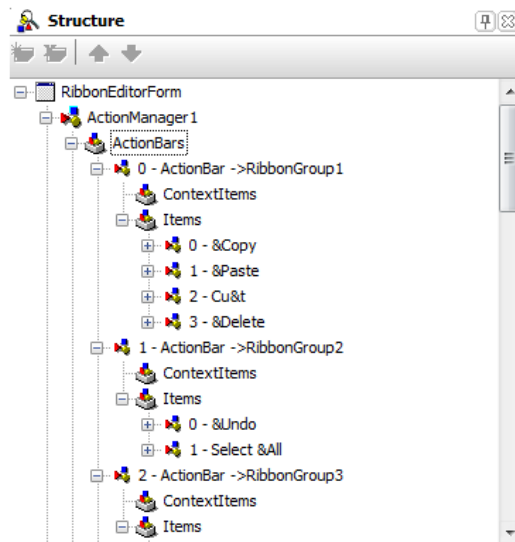 Structure
RibbonEditorForm
ActionManager1
ActionBars
0 - ActionBar ->RibbonGroup1
ContextItems
Items
0 - &Copy
1 - &Paste
2 - Cu&t
3 - &Delete
1 - ActionBar ->RibbonGroup2
ContextItems
Items
0 - &Undo
1 - Select &All
2 - ActionBar ->RibbonGroup3
ContextItems
Items